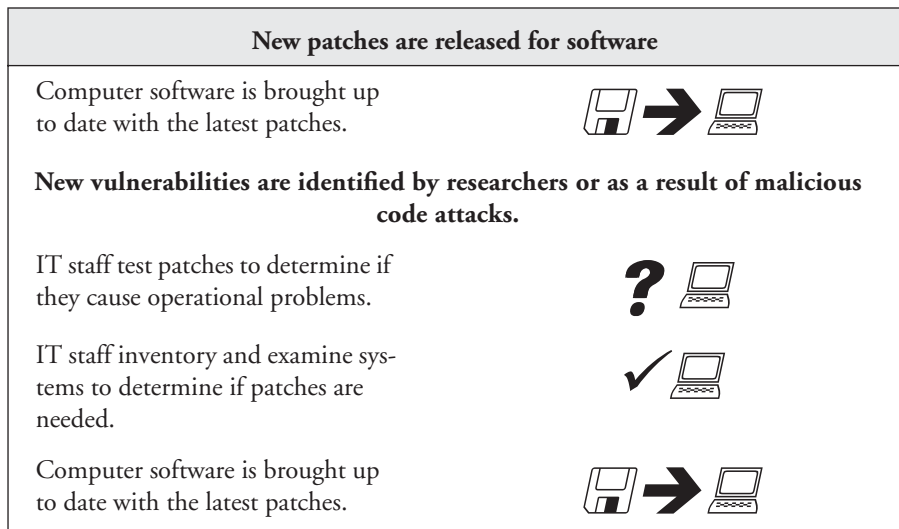 New patches are released for software
Computer software is brought up
to date with the latest patches.
New vulnerabilities are identified by researchers or as a result of malicious
code attacks.
IT staff test patches to determine if
they cause operational problems.
IT staff inventory and examine sys-
tems to determine if patches are
needed.
Computer software is brought up
to date with the latest patches.